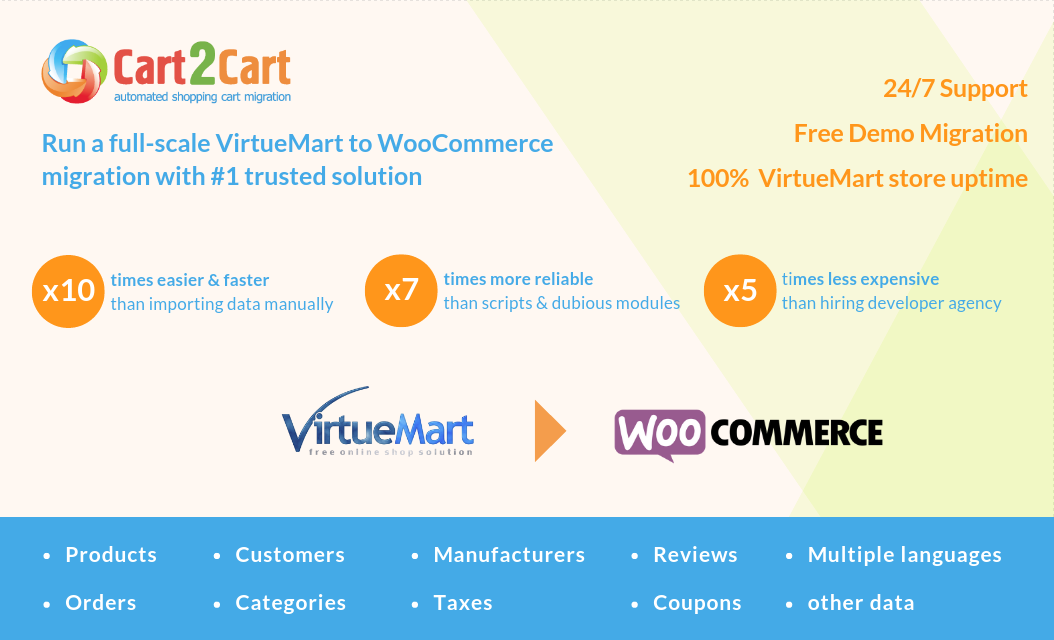 Cart2Cart
automated shopping cart migration
24/7 Support
Run a full-scale VirtueMart to WooCommerce
migration with #1 trusted solution
Free Demo Migration
100% VirtueMart store uptime
x10
times easier & faster
than importing data manually
x7
times more reliable
than scripts & dubious modules
x5
times less expensive
than hiring developer agency
VirtueMart
free online shop solution
WOO COMMERCE
• Products
• Customers
• Manufacturers
• Reviews
• Multiple languages
• Orders
• Categories
• Taxes
• Coupons
• other data